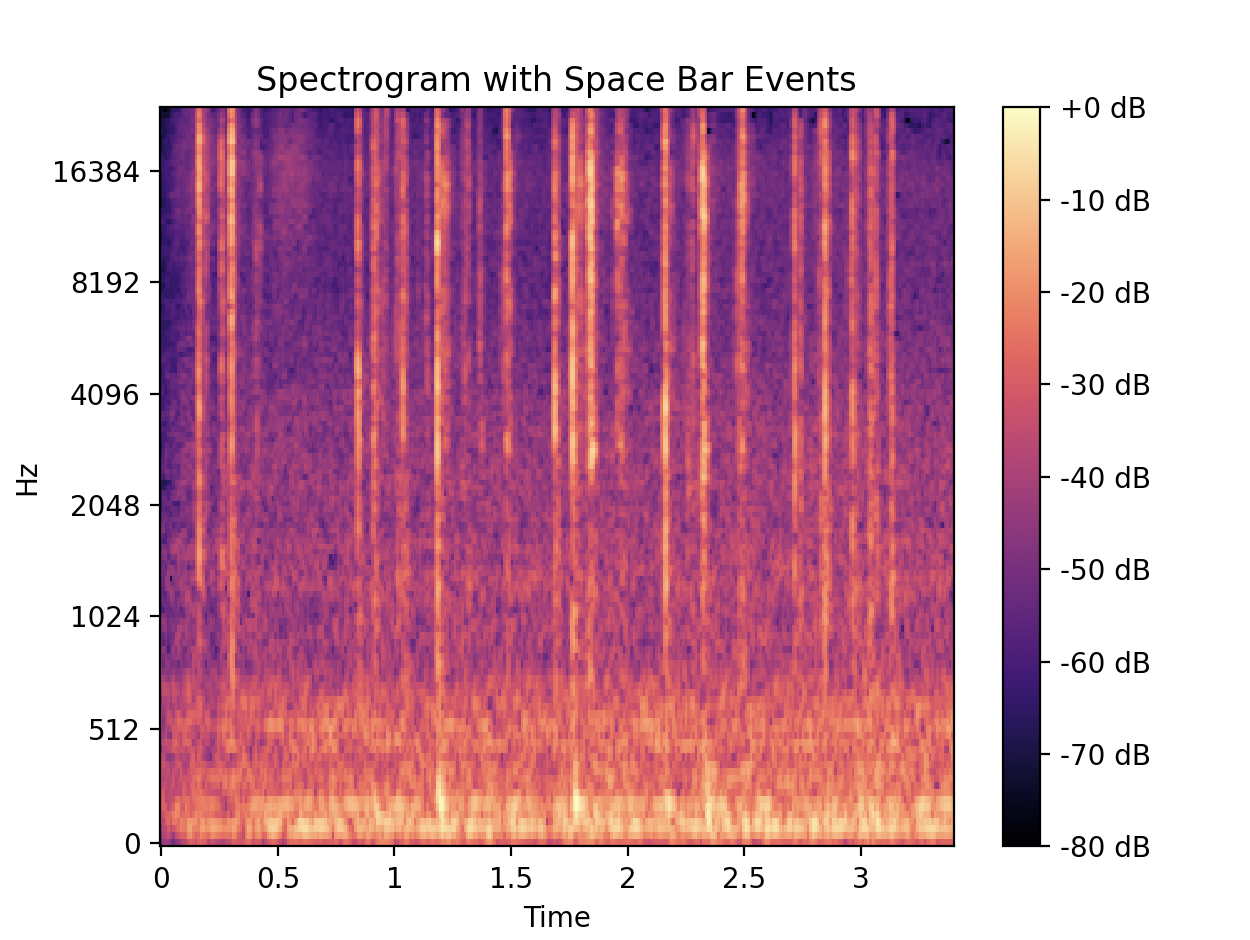 Spectrogram with Space Bar Events
+0 dB
16384
-10 dB
8192
-20 dB
4096
-30 dB
Hz
-40 dB
2048
-50 dB
1024
-60 dB
512
-70 dB
0
-80 dB
0 0.5 1 1.5 2 2.5 3
Time